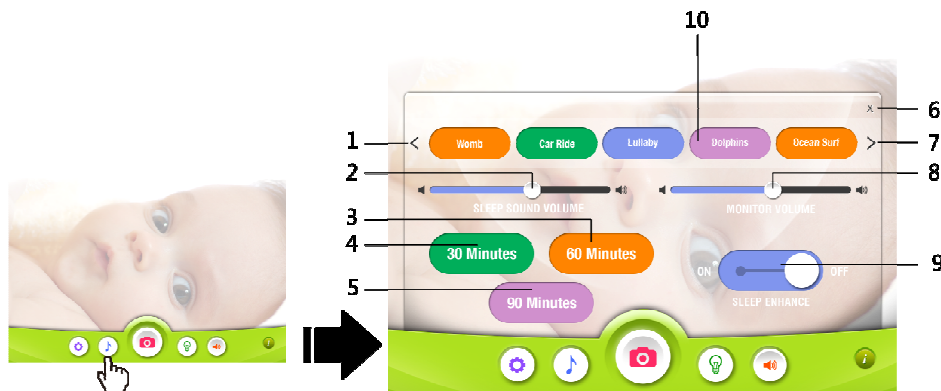 10
x
6
1
<
Womb
Car Ride
Lullaby
Dolphins
Ocean Surf
>
7
2
8
SLEEP SOUND VOLUME
MONITOR VOLUME
3
4
30 Minutes
60 Minutes
ON
OFF
9
5
90 Minutes
SLEEP ENHANCE
i
i